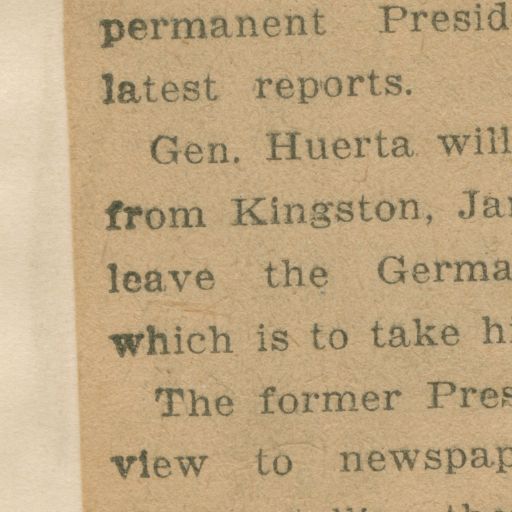 permanent Presid
latest reports.
Gen. Huerta will
from Kingston, Jar
leave the Germa
which is to take hi
The former Pres
view to newspap